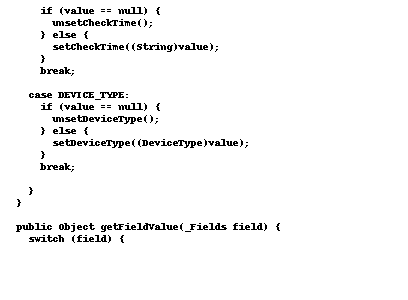 if (value == null) {
      unsetCheckTime();
    } else {
      setCheckTime((String)value);
    }
    break;

  case DEVICE_TYPE:
    if (value == null) {
      unsetDeviceType();
    } else {
      setDeviceType((DeviceType)value);
    }
    break;

  }
}

public Object getFieldValue(_Fields field) {
  switch (field) {